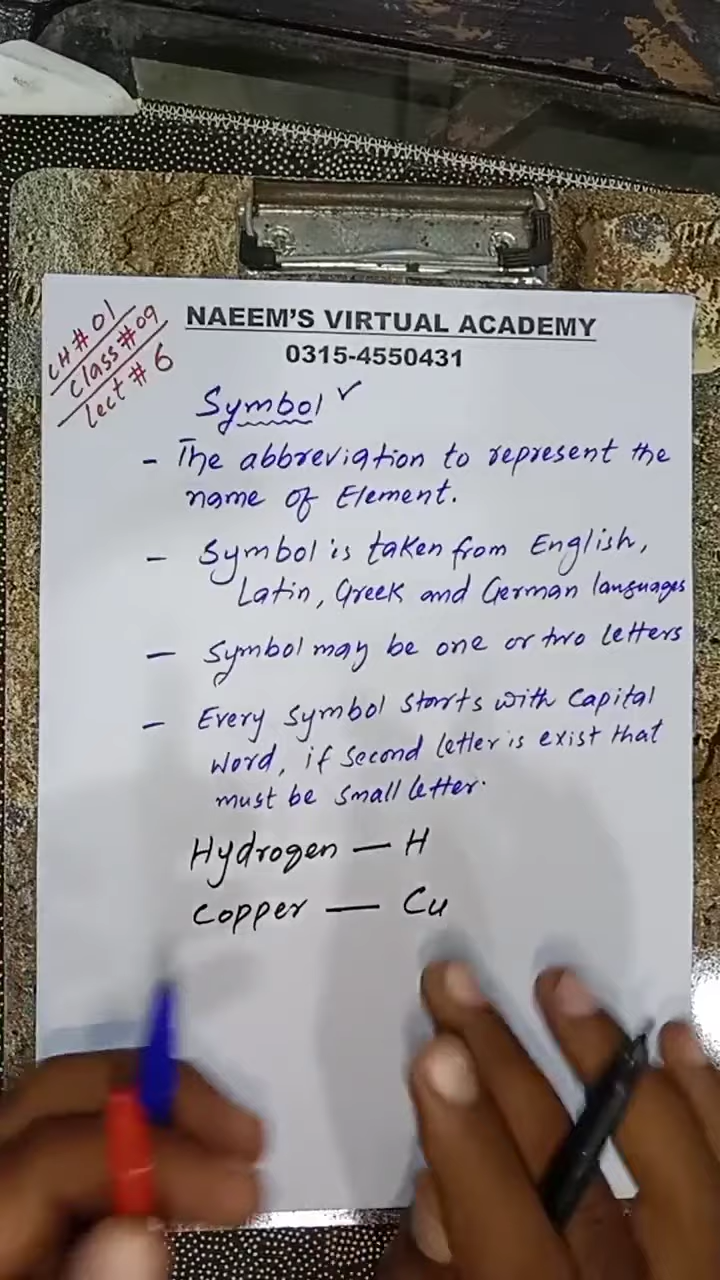 CH # 01
Class # 09
Lect # 6
NAEEM'S VIRTUAL ACADEMY
0315-4550431
Symbol ✓
- The abbreviation to represent the
name of Element.
- Symbol is taken from English,
Latin, Greek and German languages
- Symbol may be one or two letters
- Every symbol starts with Capital
word, if second letter is exist that
must be small letter.
Hydrogen — H
Copper — Cu